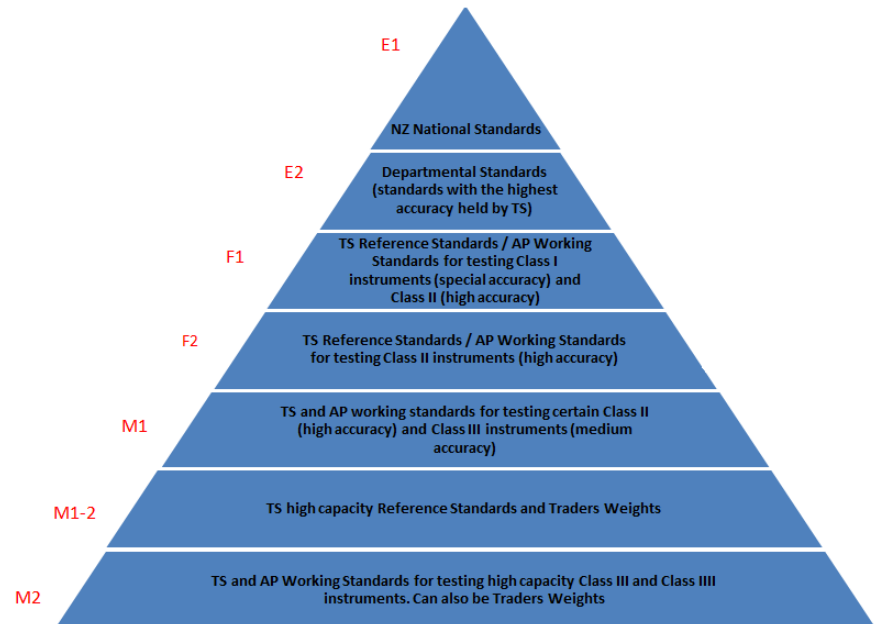 E1
NZ National Standards
E2
Departmental Standards
(standards with the highest
accuracy held by TS)
F1
TS Reference Standards / AP Working
Standards for testing Class I
instruments (special accuracy) and
Class II (high accuracy)
F2
TS Reference Standards / AP Working Standards
for testing Class II instruments (high accuracy)
M1
TS and AP working standards for testing certain Class II
(high accuracy) and Class III instruments (medium
accuracy)
M1-2
TS high capacity Reference Standards and Traders Weights
M2
TS and AP Working Standards for testing high capacity Class III and Class IIII
instruments. Can also be Traders Weights